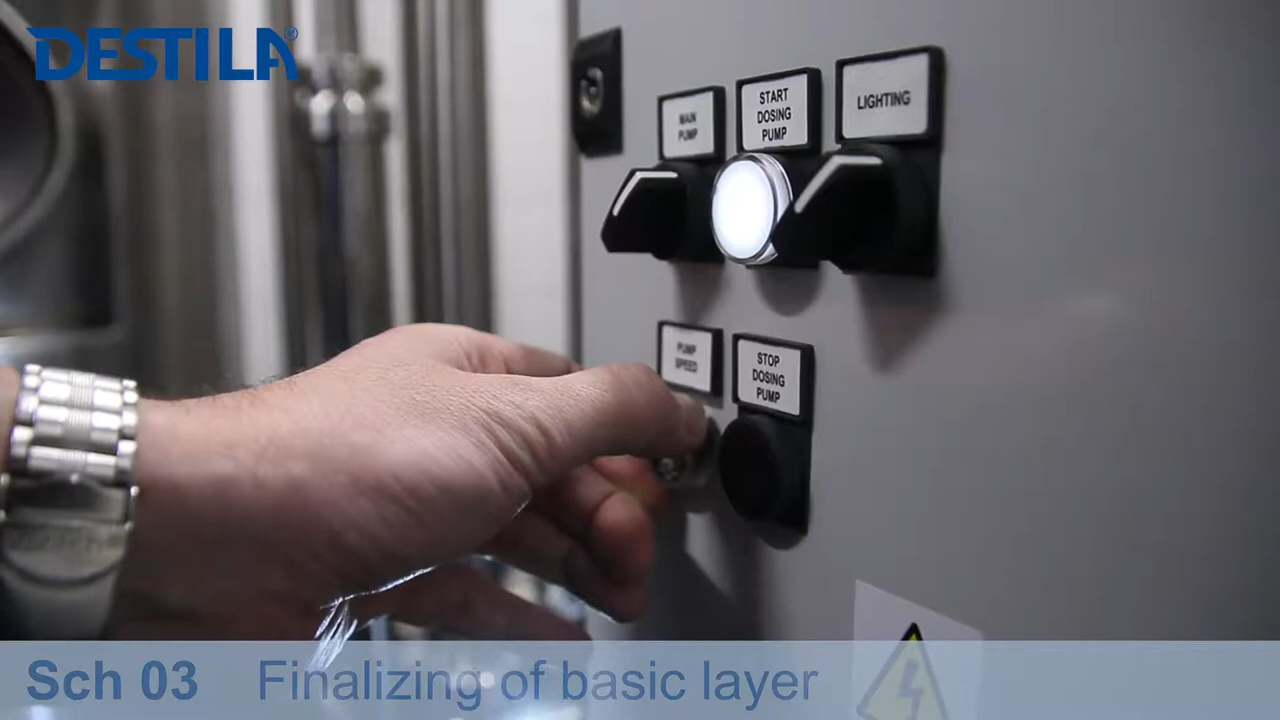 DESTILA®
MAIN
PUMP
START
DOSING
PUMP
LIGHTING
PUMP
SPEED
STOP
DOSING
PUMP
Sch 03 Finalizing of basic layer